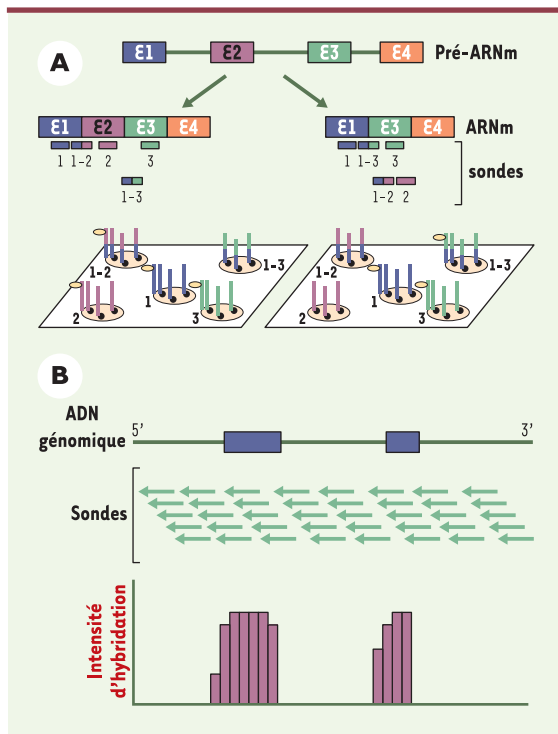 A
E1 E2 E3 E4 Pré-ARNm
E1 E2 E3 E4
E1 E3 E4 ARNm
1 1-2 2 3
1-3
1 1-3 3
1-2 2
sondes
1-2 1-3
1
2 3
1-2 1-3
1
2 3
B
ADN
génomique
5’ 3’
Sondes
Intensité
d’hybridation